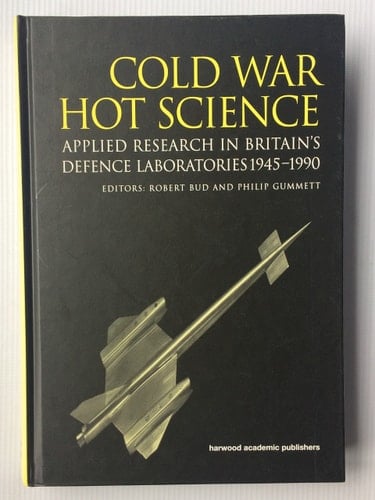 COLD WAR
HOT SCIENCE
APPLIED RESEARCH IN BRITAIN'S
DEFENCE LABORATORIES 1945–1990
EDITORS: ROBERT BUD AND PHILIP GUMMETT
harwood academic publishers